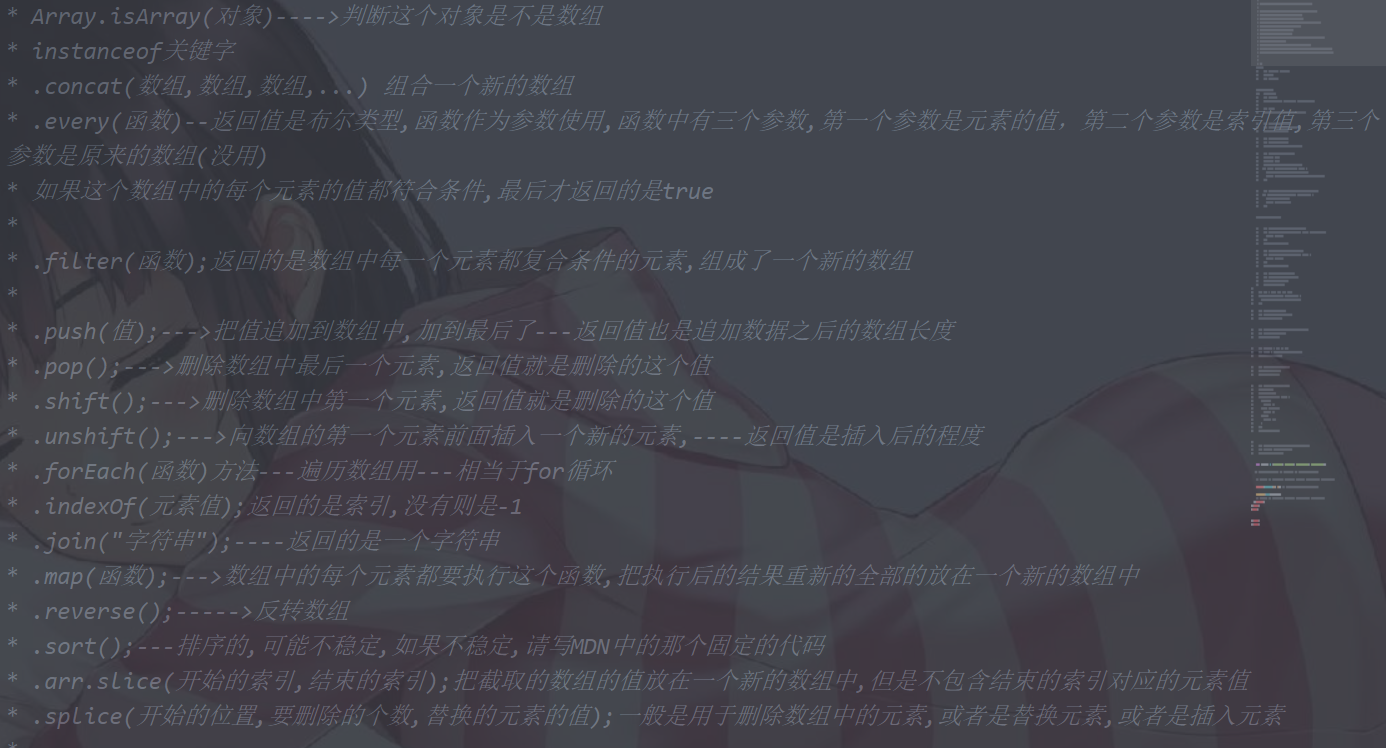 * Array.isArray(对象)---->判断这个对象是不是数组
* instanceof关键字
* .concat(数组,数组,数组,...) 组合一个新的数组
* .every(函数)--返回值是布尔类型,函数作为参数使用,函数中有三个参数,第一个参数是元素的值，第二个参数是索引值,第三个
参数是原来的数组(没用)
* 如果这个数组中的每个元素的值都符合条件,最后才返回的是true
*
* .filter(函数);返回的是数组中每一个元素都复合条件的元素,组成了一个新的数组
*
* .push(值);--->把值追加到数组中,加到最后了---返回值也是追加数据之后的数组长度
* .pop();--->删除数组中最后一个元素,返回值就是删除的这个值
* .shift();--->删除数组中第一个元素,返回值就是删除的这个值
* .unshift();--->向数组的第一个元素前面插入一个新的元素,----返回值是插入后的程度
* .forEach(函数)方法---遍历数组用---相当于for循环
* .indexOf(元素值);返回的是索引,没有则是-1
* .join("字符串");----返回的是一个字符串
* .map(函数);--->数组中的每个元素都要执行这个函数,把执行后的结果重新的全部的放在一个新的数组中
* .reverse();----->反转数组
* .sort();---排序的,可能不稳定,如果不稳定,请写MDN中的那个固定的代码
* .arr.slice(开始的索引,结束的索引);把截取的数组的值放在一个新的数组中,但是不包含结束的索引对应的元素值
* .splice(开始的位置,要删除的个数,替换的元素的值);一般是用于删除数组中的元素,或者是替换元素,或者是插入元素
*